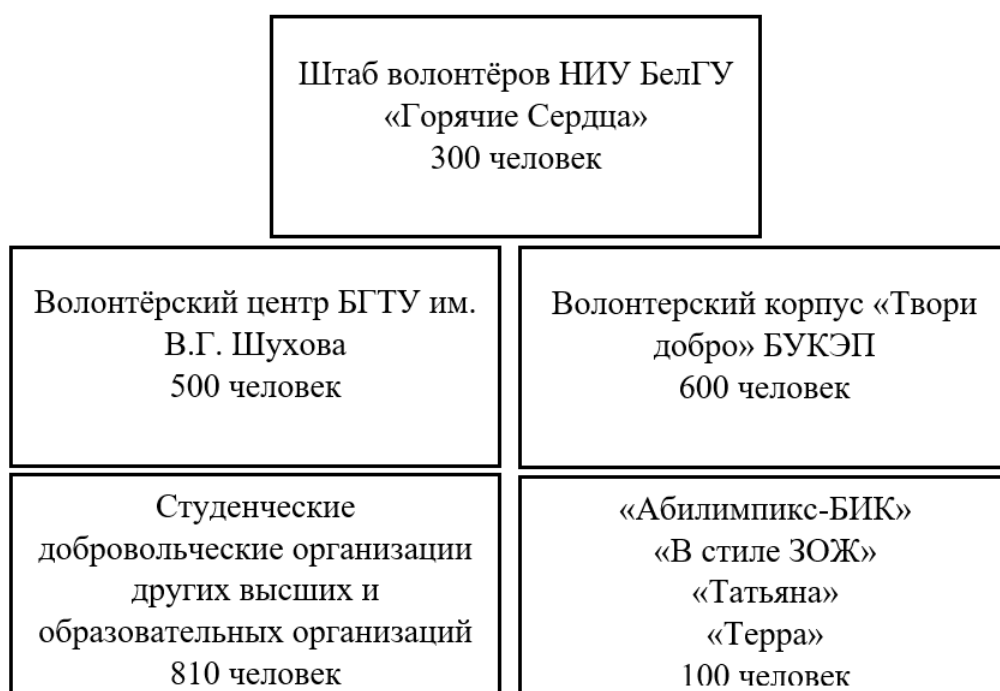 Штаб волонтёров НИУ БелГУ
«Горячие Сердца»
300 человек
Волонтёрский центр БГТУ им.
В.Г. Шухова
500 человек
Волонтерский корпус «Твори
добро» БУКЭП
600 человек
Студенческие
добровольческие организации
других высших и
образовательных организаций
810 человек
«Абилимпикс-БИК»
«В стиле ЗОЖ»
«Татьяна»
«Терра»
100 человек